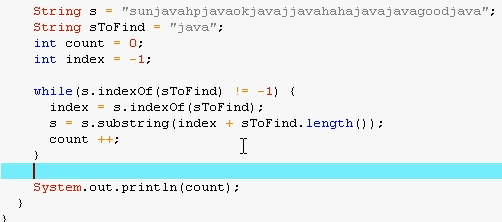 String s = "sunjavahpjavaokjavajjavahahajavajavagoodjava";
String sToFind = "java";
int count = 0;
int index = -1;
while(s.indexOf(sToFind) != -1) {
index = s.indexOf(sToFind);
s = s.substring(index + sToFind.length());
count ++;
}
System.out.println(count);
}
}